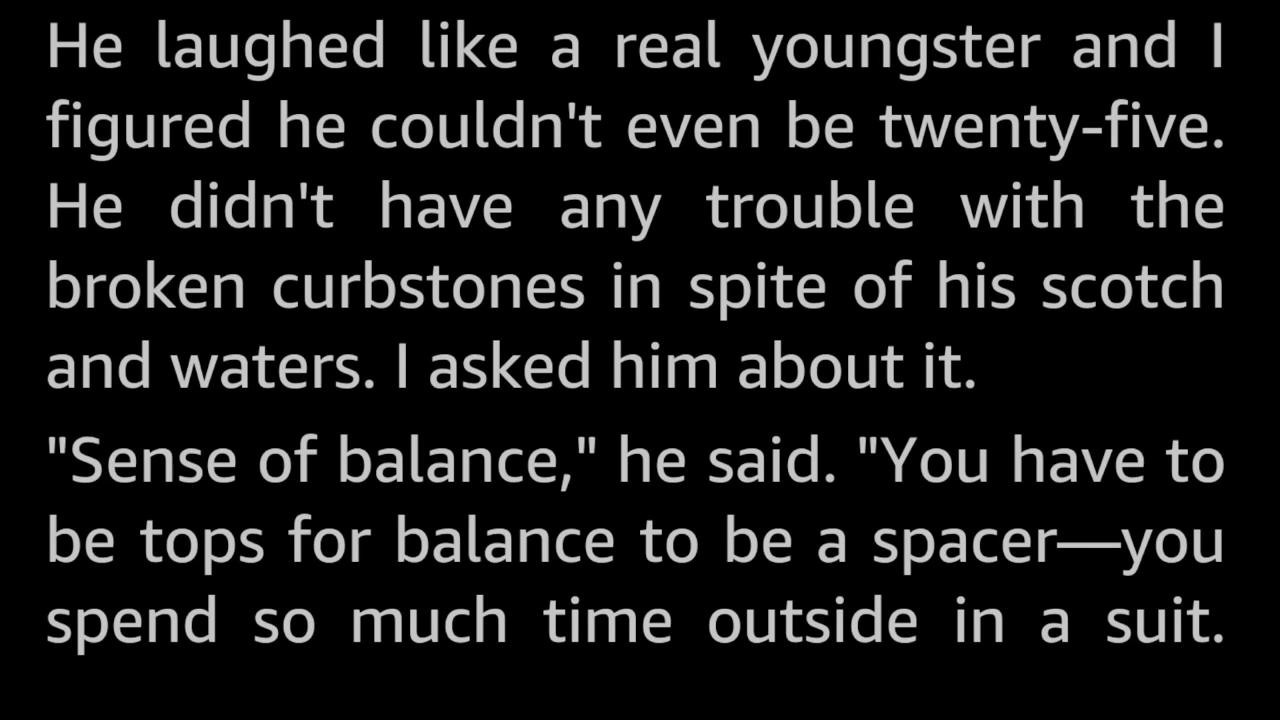 He laughed like a real youngster and I
figured he couldn't even be twenty-five.
He didn't have any trouble with the
broken curbstones in spite of his scotch
and waters. I asked him about it.
"Sense of balance," he said. "You have to
be tops for balance to be a spacer—you
spend so much time outside in a suit.